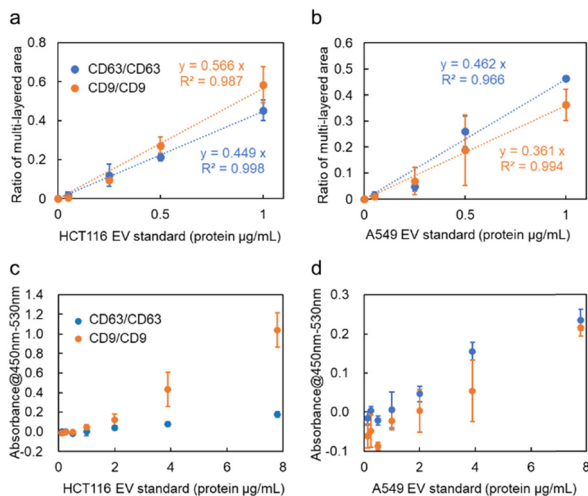 a
Ratio of multi-layered area
0.8
0.6
0.4
0.2
0
CD63/CD63
CD9/CD9
y = 0.566 x
R² = 0.987
y = 0.449 x
R² = 0.998
0
0.5
1
HCT116 EV standard (protein µg/mL)
b
Ratio of multi-layered area
0.6
0.5
0.4
0.3
0.2
0.1
0
y = 0.462 x
R² = 0.966
y = 0.361 x
R² = 0.994
0
0.5
1
A549 EV standard (protein µg/mL)
c
Absorbance@450nm-530nm
1.4
1.2
1.0
0.8
0.6
0.4
0.2
0.0
-0.2
CD63/CD63
CD9/CD9
0
2
4
6
8
HCT116 EV standard (protein µg/mL)
d
Absorbance@450nm-530nm
0.3
0.2
0.1
0.0
-0.1
0
2
4
6
8
A549 EV standard (protein µg/mL)